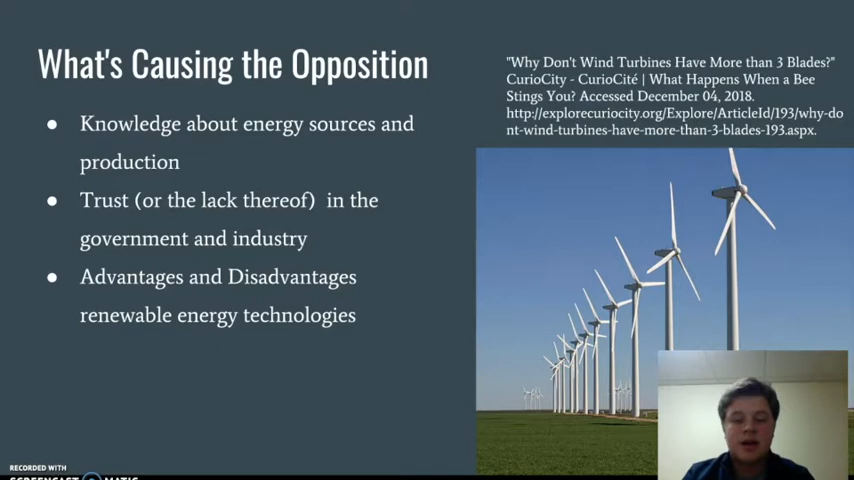 What's Causing the Opposition
● Knowledge about energy sources and
production
● Trust (or the lack thereof)  in the
government and industry
● Advantages and Disadvantages
renewable energy technologies
"Why Don't Wind Turbines Have More than 3 Blades?"
CurioCity - CurioCité | What Happens When a Bee
Stings You? Accessed December 04, 2018.
http://explorecuriocity.org/Explore/ArticleId/193/why-do
nt-wind-turbines-have-more-than-3-blades-193.aspx.
RECORDED WITH
SCREENCAST MATIC